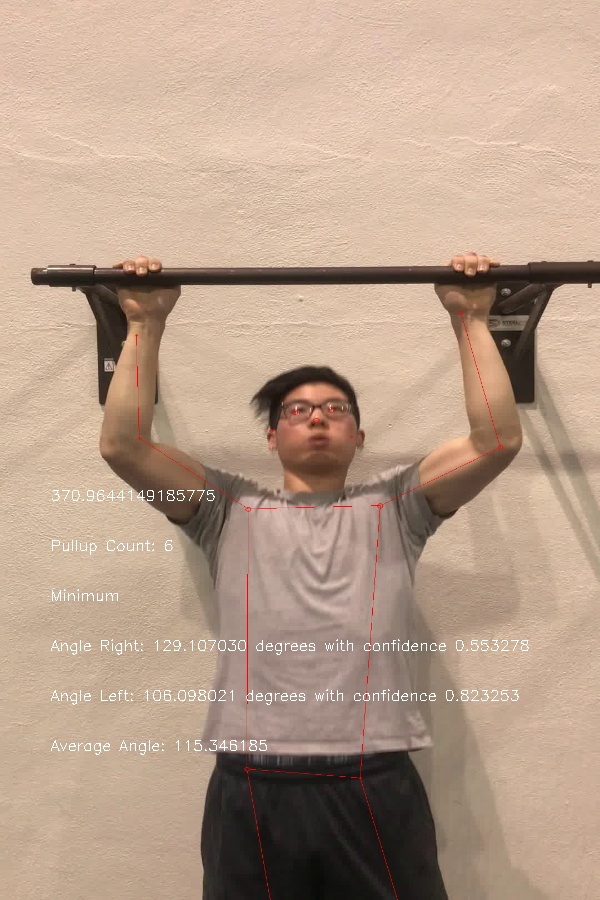 370.9644149185775
Pullup Count: 6
Minimum
Angle Right: 129.107030 degrees with confidence 0.553278
Angle Left: 106.098021 degrees with confidence 0.823253
Average Angle: 115.346185